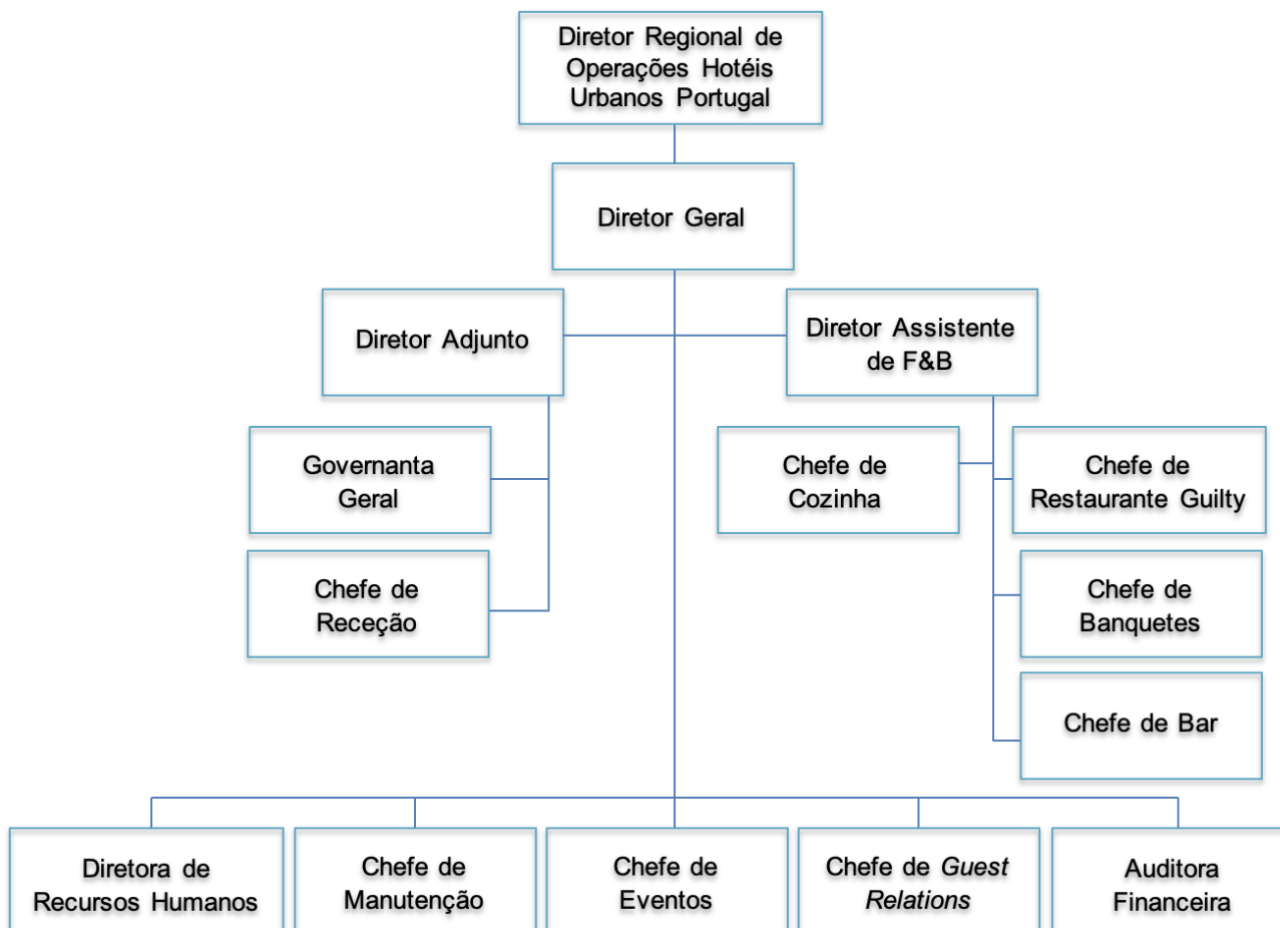 Diretor Regional de
Operações Hotéis
Urbanos Portugal
Diretor Geral
Diretor Adjunto
Diretor Assistente
de F&B
Governanta
Geral
Chefe de
Cozinha
Chefe de
Restaurante Guilty
Chefe de
Receção
Chefe de
Banquetes
Chefe de Bar
Diretora de
Recursos Humanos
Chefe de
Manutenção
Chefe de
Eventos
Chefe de Guest
Relations
Auditora
Financeira